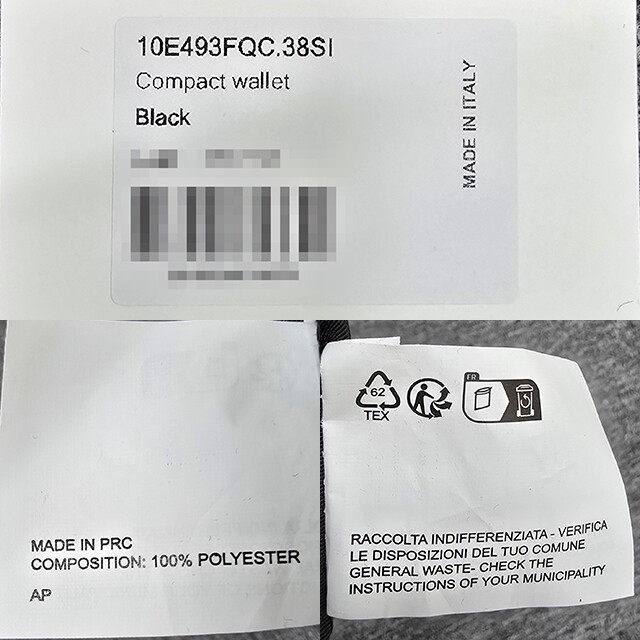 10E493FQC.38SI
Compact wallet
Black
MADE IN ITALY
MADE IN PRC
COMPOSITION: 100% POLYESTER
AP
62
TEX
FR
RACCOLTA INDIFFERENZIATA - VERIFICA
LE DISPOSIZIONI DEL TUO COMUNE
GENERAL WASTE- CHECK THE
INSTRUCTIONS OF YOUR MUNICIPALITY